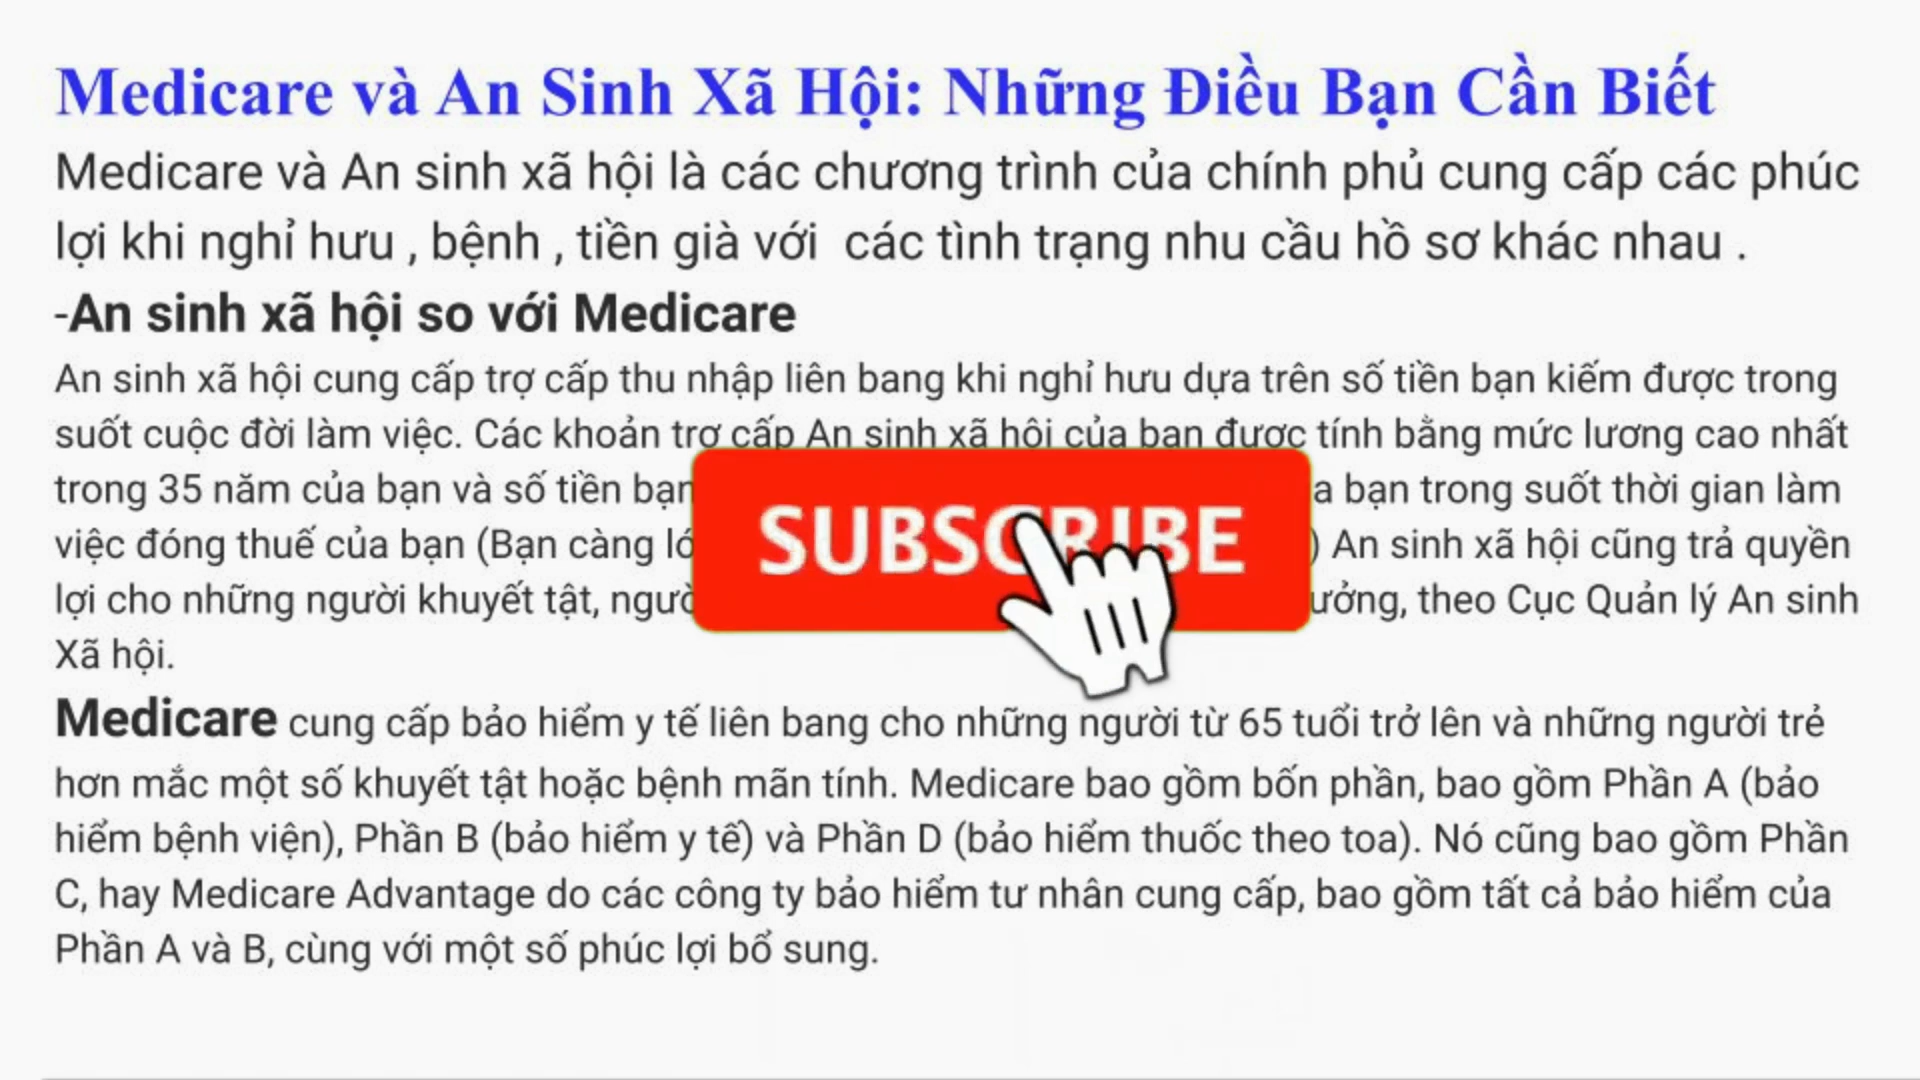 Medicare và An Sinh Xã Hội: Những Điều Bạn Cần Biết
Medicare và An sinh xã hội là các chương trình của chính phủ cung cấp các phúc
lợi khi nghỉ hưu , bệnh , tiền già với các tình trạng nhu cầu hồ sơ khác nhau .
-An sinh xã hội so với Medicare
An sinh xã hội cung cấp trợ cấp thu nhập liên bang khi nghỉ hưu dựa trên số tiền bạn kiếm được trong
suốt cuộc đời làm việc. Các khoản trợ cấp An sinh xã hội của bạn được tính bằng mức lương cao nhất
trong 35 năm của bạn và số tiền bạn bạn trong suốt thời gian làm
việc đóng thuế của bạn (Bạn càng ) An sinh xã hội cũng trả quyền
lợi cho những người khuyết tật, theo Cục Quản lý An sinh
Xã hội.
SUBSCRIBE
Medicare cung cấp bảo hiểm y tế liên bang cho những người từ 65 tuổi trở lên và những người trẻ
hơn mắc một số khuyết tật hoặc bệnh mãn tính. Medicare bao gồm bốn phần, bao gồm Phần A (bảo
hiểm bệnh viện), Phần B (bảo hiểm y tế) và Phần D (bảo hiểm thuốc theo toa). Nó cũng bao gồm Phần
C, hay Medicare Advantage do các công ty bảo hiểm tư nhân cung cấp, bao gồm tất cả bảo hiểm của
Phần A và B, cùng với một số phúc lợi bổ sung.